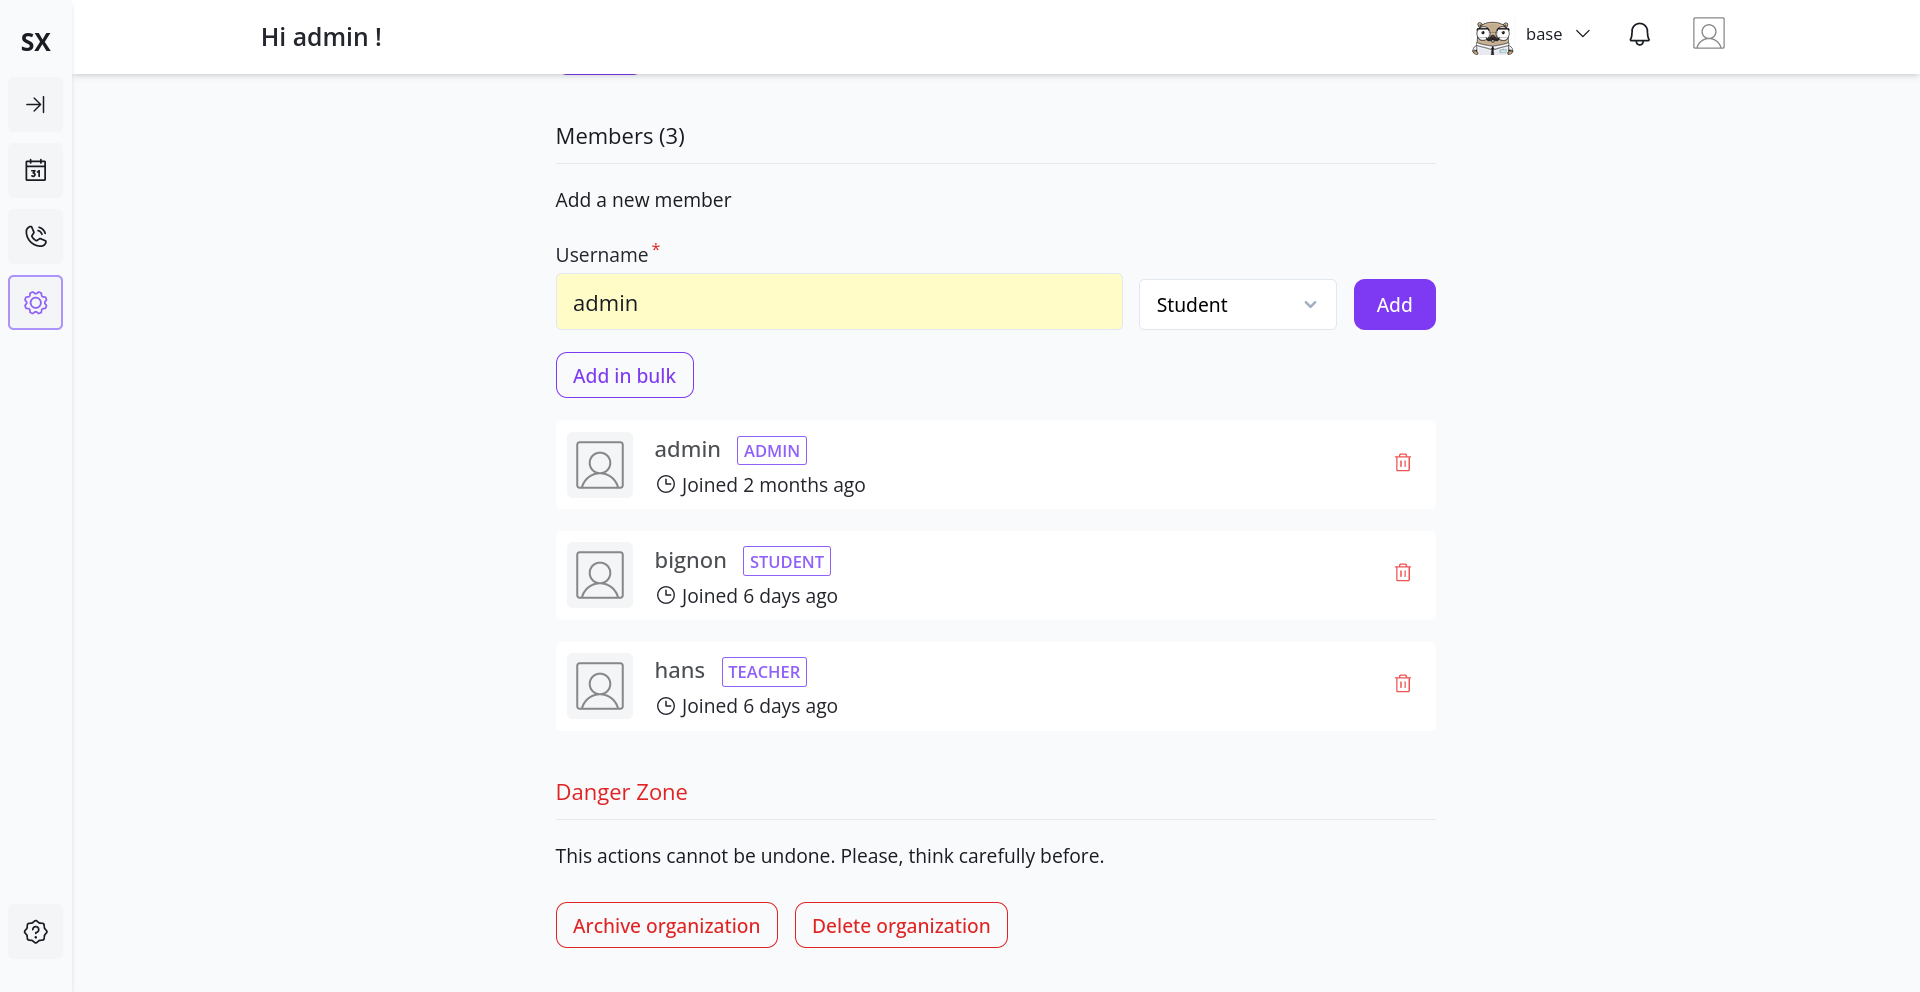 SX
Hi admin !
base
31
Members (3)
Add a new member
Username *
admin
Student
Add
Add in bulk
admin ADMIN
Joined 2 months ago
bignon STUDENT
Joined 6 days ago
hans TEACHER
Joined 6 days ago
Danger Zone
This actions cannot be undone. Please, think carefully before.
Archive organization
Delete organization